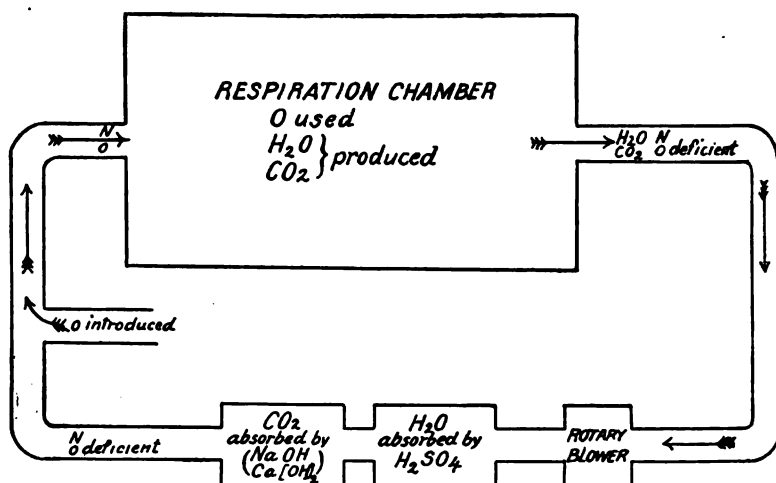 RESPIRATION CHAMBER
O used
H2O
CO2 } produced
N
O
H2O N
CO2 O deficient
O introduced
N
O deficient
CO2
absorbed by
(Na OH
Ca[OH]2)
H2O
absorbed by
H2SO4
ROTARY
BLOWER